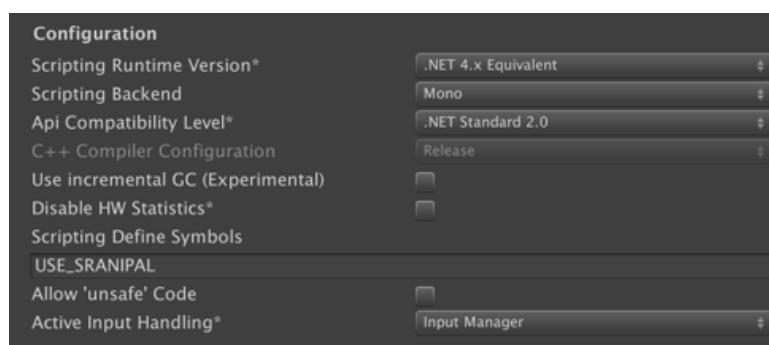 Configuration
Scripting Runtime Version* .NET 4.x Equivalent
Scripting Backend Mono
Api Compatibility Level* .NET Standard 2.0
C++ Compiler Configuration Release
Use incremental GC (Experimental)
Disable HW Statistics*
Scripting Define Symbols
USE_SRANIPAL
Allow 'unsafe' Code
Active Input Handling* Input Manager